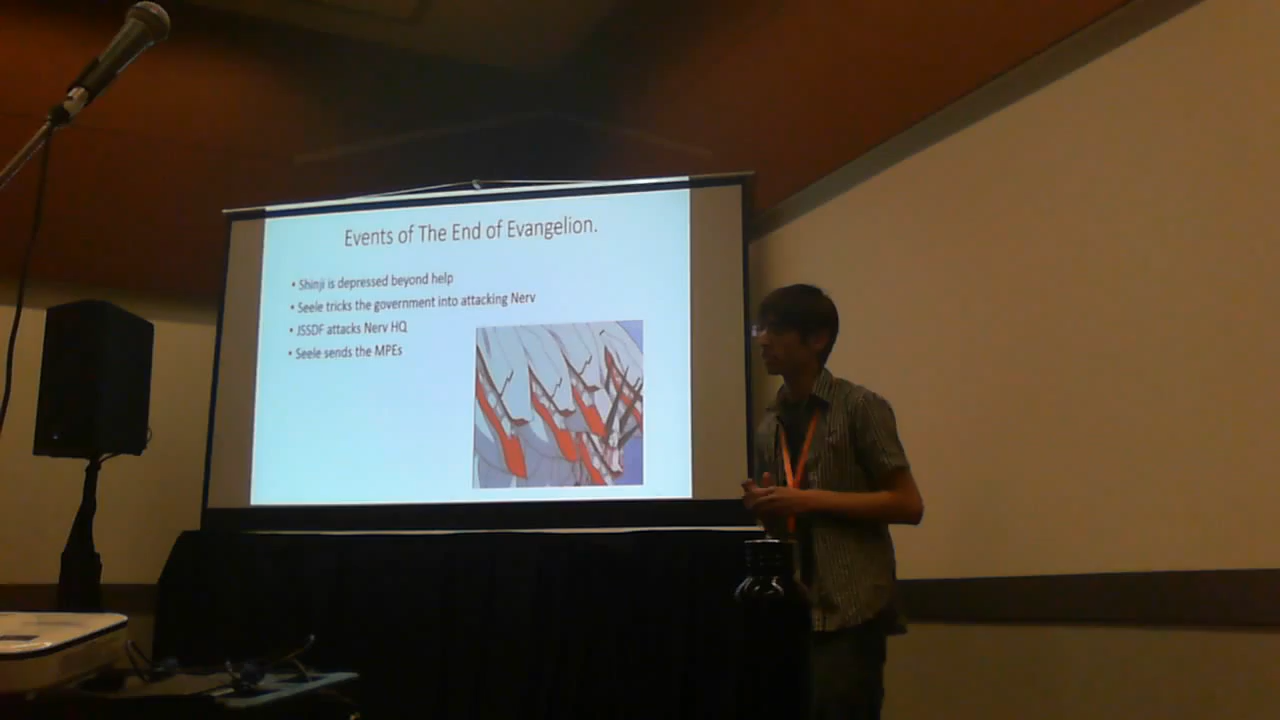 Events of The End of Evangelion.
• Shinji is depressed beyond help
• Seele tricks the government into attacking Nerv
• JSSDF attacks Nerv HQ
• Seele sends the MPEs